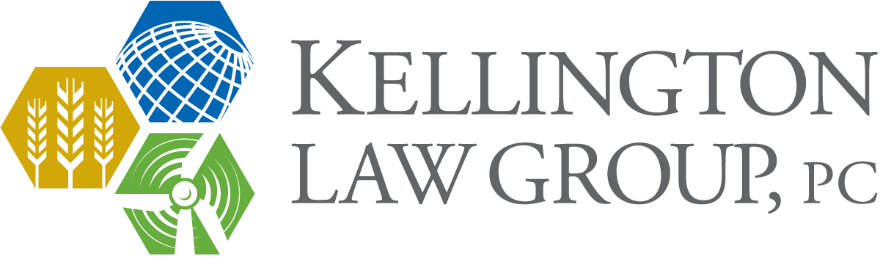 KELLINGTON
LAW GROUP, PC